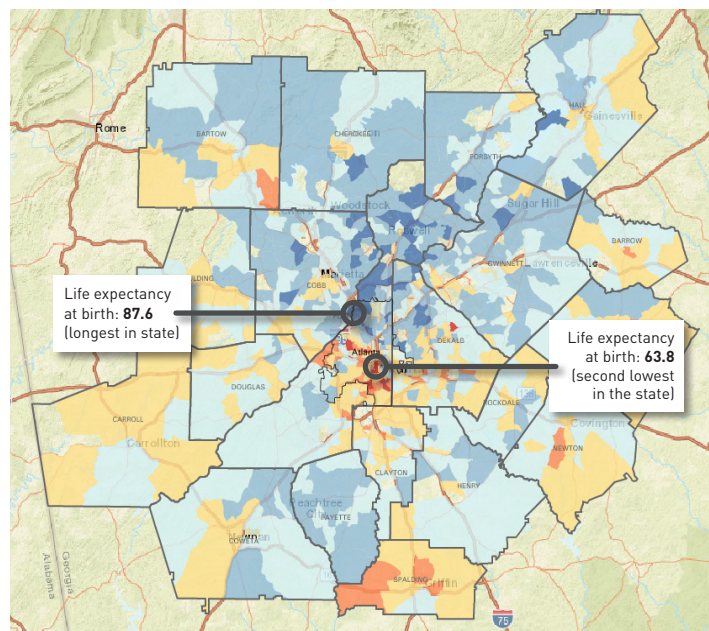 HALL
Gainesville
Rome
BARTOW
CHEROKEE
FORSYTH
Woodstock
Sugar Hill
Roswell
BARROW
GWINNETT
Lawrenceville
Marietta
COBB
Life expectancy
at birth: 87.6
(longest in state)
Atlanta
DEKALB
Life expectancy
at birth: 63.8
(second lowest
in the state)
DOUGLAS
ROCKDALE
CARROLL
Carrollton
Covington
NEWTON
CLAYTON
HENRY
Peachtree
City
FAYETTE
COWETA
SPALDING
Griffin
Alabama
Georgia
75